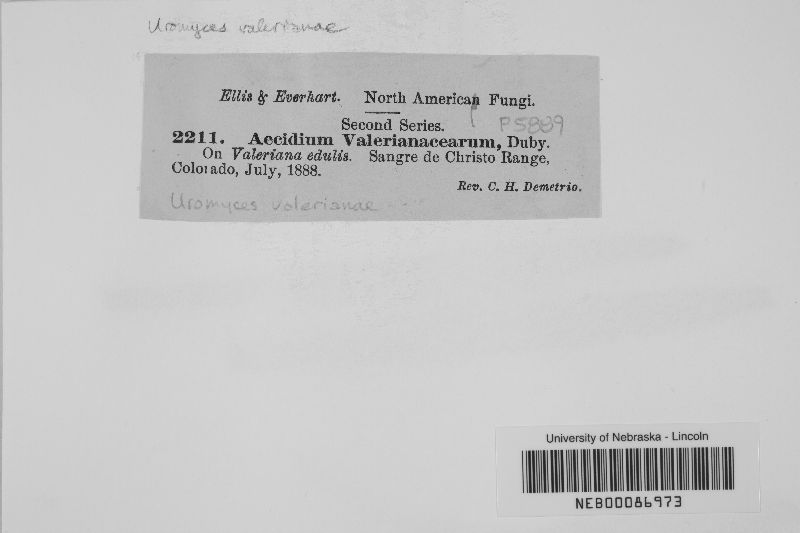 Uromyces valerianae
Ellis & Everhart. North American Fungi.
Second Series. P5889
2211. Aecidium Valerianacearum, Duby.
On Valeriana edulis. Sangre de Christo Range,
Colorado, July, 1888.
Rev. C. H. Demetrio.
Uromyces valerianae
University of Nebraska - Lincoln
NEB00086973